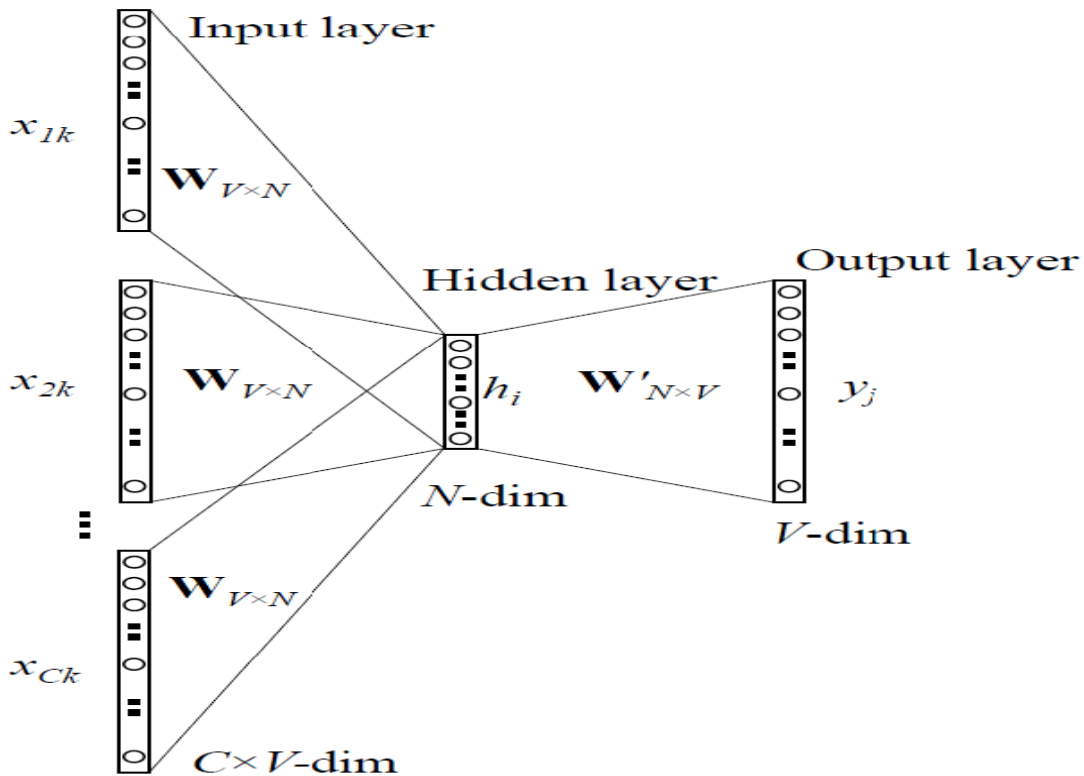 Input layer
x1k
WV×N
Hidden layer
Output layer
x2k
WV×N
hi
W'N×V
yj
N-dim
V-dim
WV×N
xCk
C×V-dim